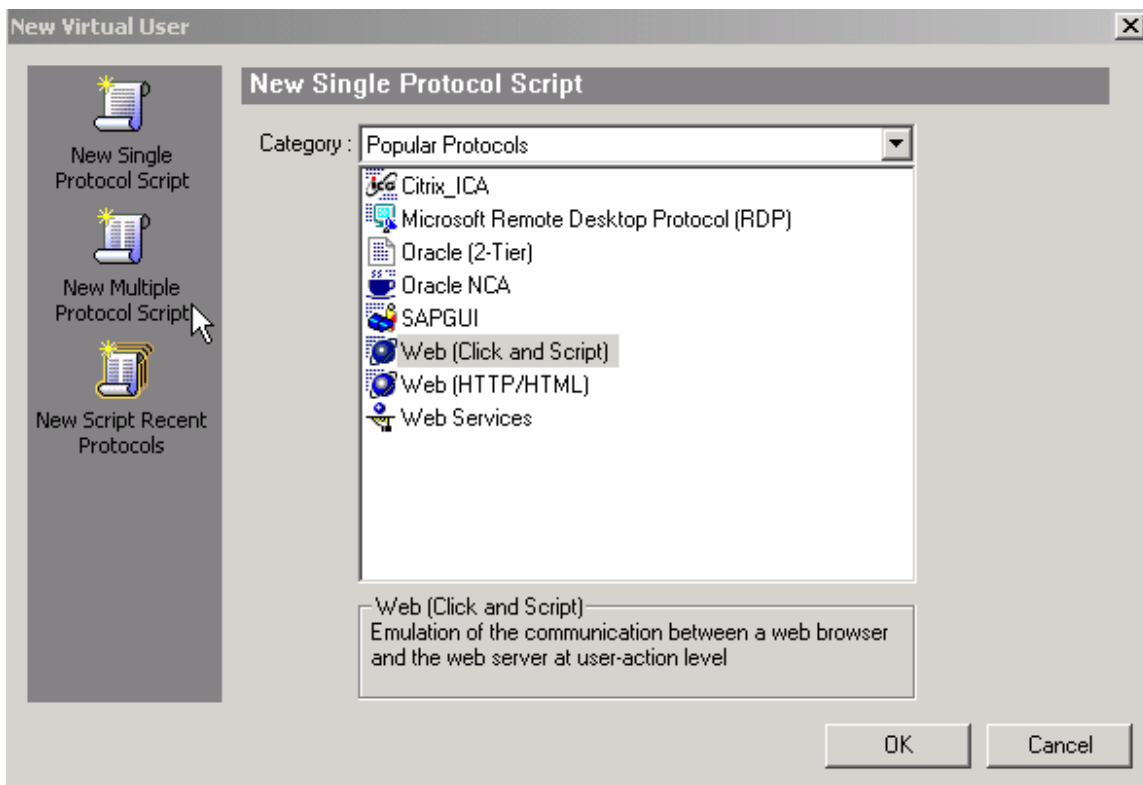 New Virtual User
New Single
Protocol Script
New Multiple
Protocol Script
New Script Recent
Protocols
New Single Protocol Script
Category :
Popular Protocols
Citrix_ICA
Microsoft Remote Desktop Protocol (RDP)
Oracle (2-Tier)
Oracle NCA
SAPGUI
Web (Click and Script)
Web (HTTP/HTML)
Web Services
Web (Click and Script)
Emulation of the communication between a web browser
and the web server at user-action level
OK
Cancel